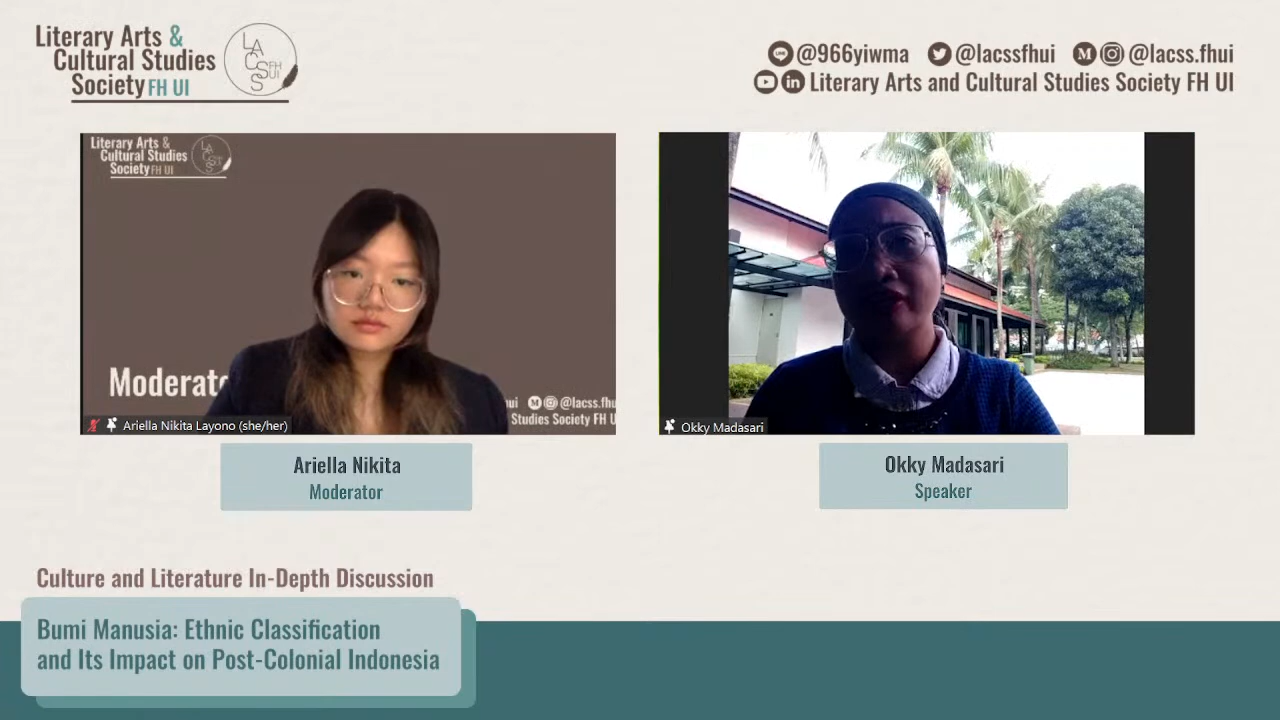 Literary Arts &
Cultural Studies
Society FH UI
LACSS FH UI
@966yiwma @lacssfhui @lacss.fhui
Literary Arts and Cultural Studies Society FH UI
Literary Arts &
Cultural Studies
Society FH UI
Moderato
@lacss.fhu
Studies Society FH U
Ariella Nikita Layono (she/her)
Okky Madasari
Ariella Nikita
Moderator
Okky Madasari
Speaker
Culture and Literature In-Depth Discussion
Bumi Manusia: Ethnic Classification
and Its Impact on Post-Colonial Indonesia